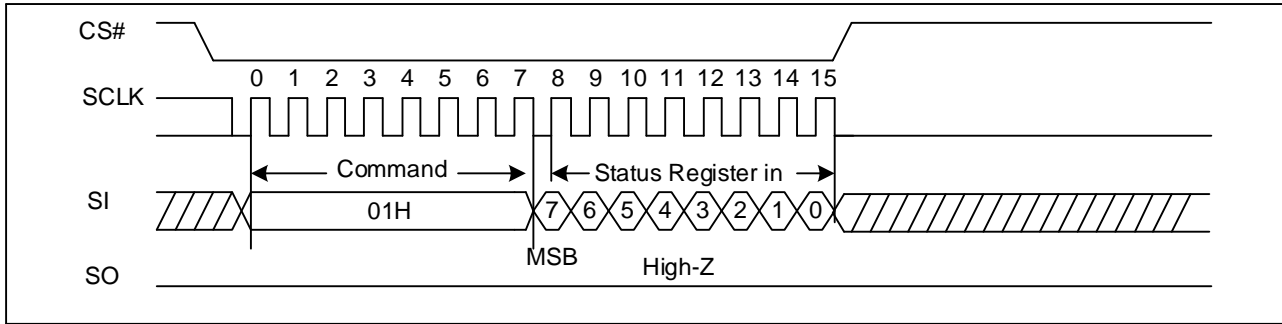 CS#
0 1 2 3 4 5 6 7 8 9 10 11 12 13 14 15
SCLK
Command Status Register in
SI 01H 7 6 5 4 3 2 1 0
MSB High-Z
SO